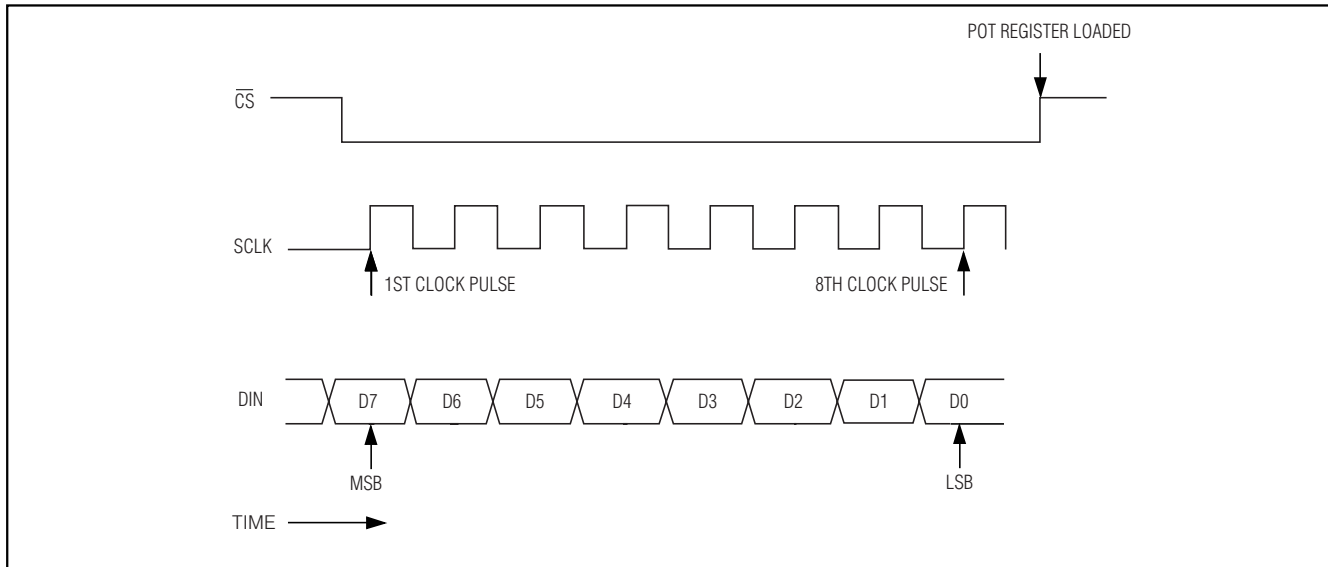 POT REGISTER LOADED
C̅S̅
SCLK
1ST CLOCK PULSE
8TH CLOCK PULSE
DIN
D7 D6 D5 D4 D3 D2 D1 D0
MSB
LSB
TIME